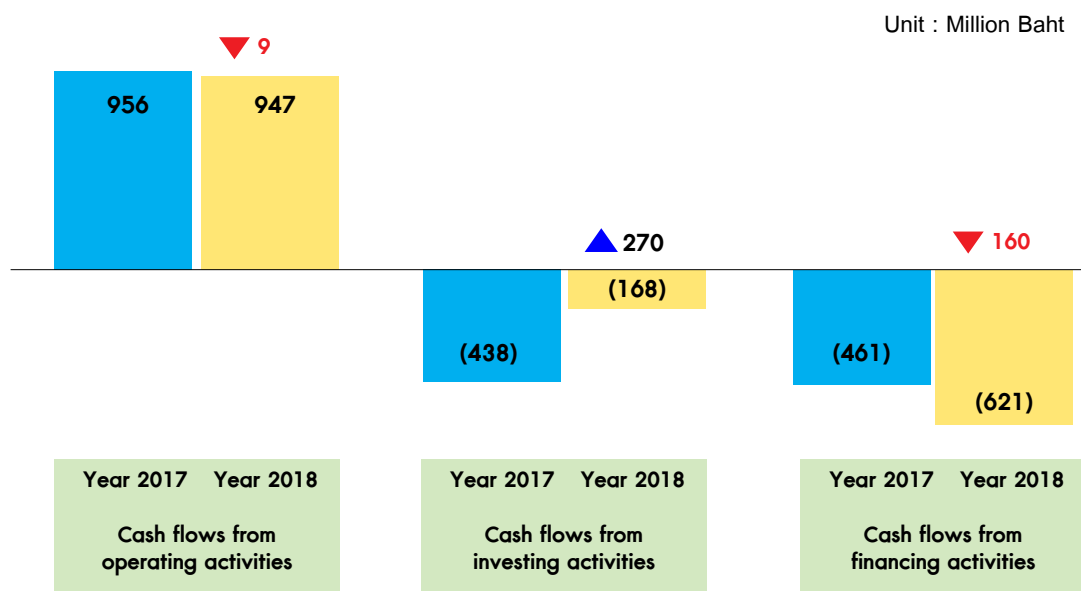 Unit : Million Baht
9
956
947
270
160
(168)
(438)
(461)
(621)
Year 2017 Year 2018
Cash flows from
operating activities
Year 2017 Year 2018
Cash flows from
investing activities
Year 2017 Year 2018
Cash flows from
financing activities